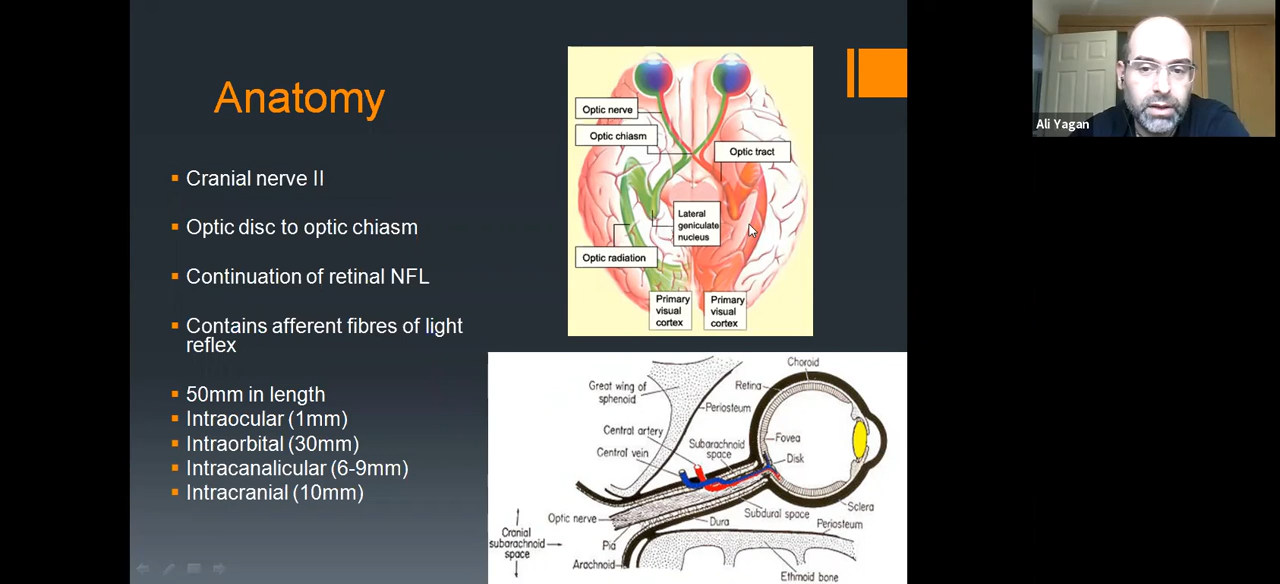 Anatomy
Cranial nerve II
Optic disc to optic chiasm
Continuation of retinal NFL
Contains afferent fibres of light
reflex
50mm in length
Intraocular (1mm)
Intraorbital (30mm)
Intracanalicular (6-9mm)
Intracranial (10mm)
Optic nerve
Optic chiasm
Optic tract
Lateral
geniculate
nucleus
Optic radiation
Primary
visual
cortex
Primary
visual
cortex
Choroid
Great wing of
sphenoid
Retina
Periosteum
Central artery
Subarachnoid
space
Central vein
Fovea
Disk
Sclera
Subdural space
Optic nerve
Dura
Periosteum
Cranial
subarachnoid
space
Pia
Arachnoid
Ethmoid bone
Ali Yagan